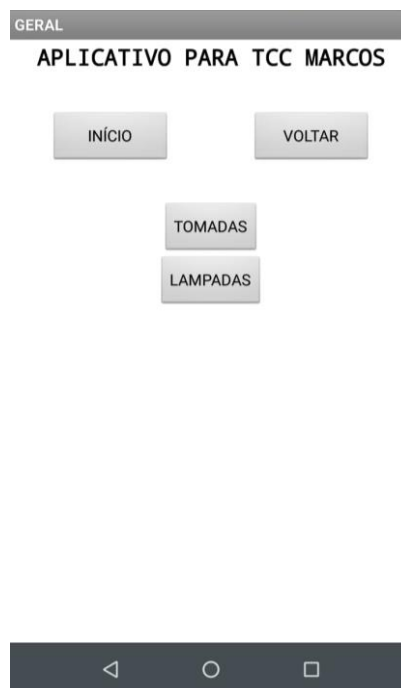 GERAL
APLICATIVO PARA TCC MARCOS
INÍCIO VOLTAR
TOMADAS
LAMPADAS